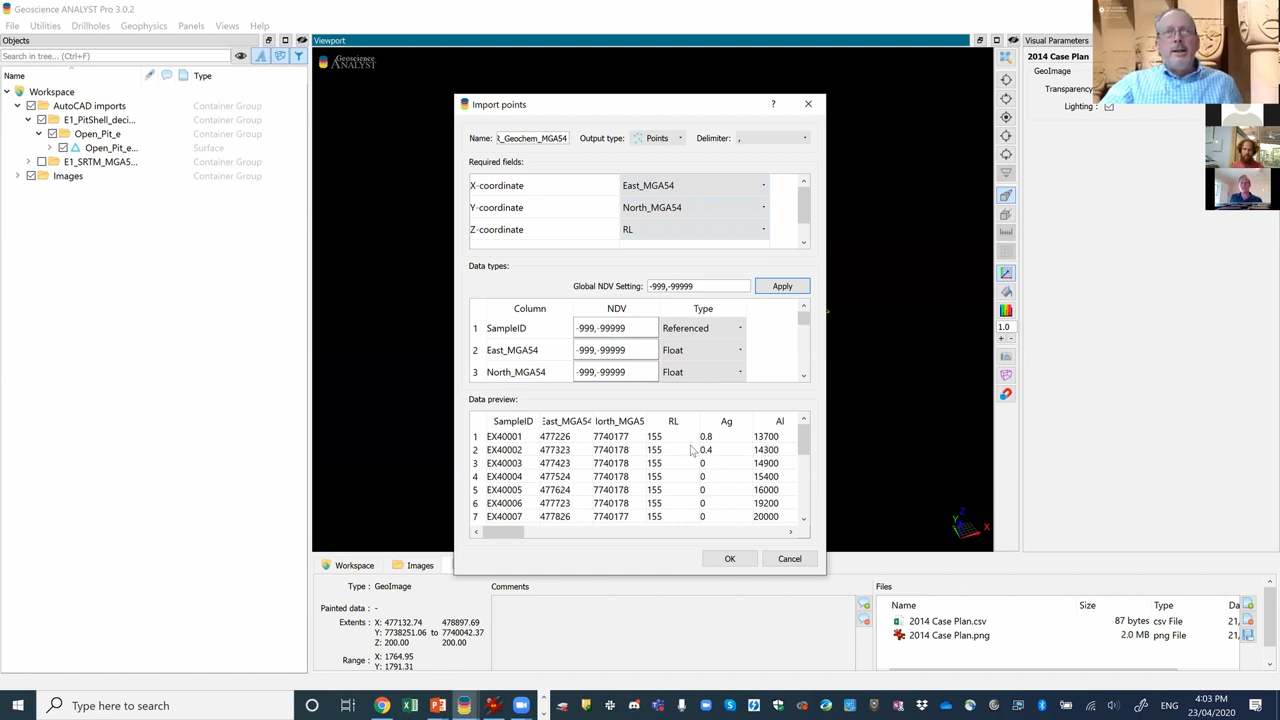 Geoscience ANALYST Pro 3.0.2
File Utilities Drillholes Geophysics Panels Views Help
Objects
Viewport
Visual Parameters
Search in tree... (Ctrl+F)
Name Type
Workspace
AutoCAD imports Container Group
E1_PitShell_deci... Container Group
Open_Pit_e Container Group
Open_Pit_e... Surface
E1_SRTM_MGA5... Container Group
Images Container Group
Geoscience
ANALYST
2014 Case Plan
GeoImage
Transparency
Lighting :
Import points
? ×
Name: t_Geochem_MGA54 Output type: Points Delimiter: ,
Required fields:
X-coordinate East_MGA54
Y-coordinate North_MGA54
Z-coordinate RL
Data types:
Global NDV Setting: -999,-99999 Apply
Column NDV Type
1 SampleID -999,-99999 Referenced
2 East_MGA54 -999,-99999 Float
3 North_MGA54 -999,-99999 Float
Data preview:
SampleID East_MGA54 North_MGA5 RL Ag Al
1 EX40001 477226 7740177 155 0.8 13700
2 EX40002 477323 7740178 155 0.4 14300
3 EX40003 477423 7740178 155 0 14900
4 EX40004 477524 7740178 155 0 15400
5 EX40005 477624 7740178 155 0 16000
6 EX40006 477723 7740178 155 0 19200
7 EX40007 477826 7740177 155 0 20000
OK Cancel
1.0
+ -
Z
Y
X
Workspace Images
Type : GeoImage
Painted data : -
Extents : X: 477132.74 478897.69
Y: 7738251.06 to 7740042.37
Z: 200.00 200.00
Range : X: 1764.95
Y: 1791.31
Comments
Files
Name Size Type Da
2014 Case Plan.csv 87 bytes csv File 21,
2014 Case Plan.png 2.0 MB png File 21,
Type here to search
ENG
4:03 PM
23/04/2020